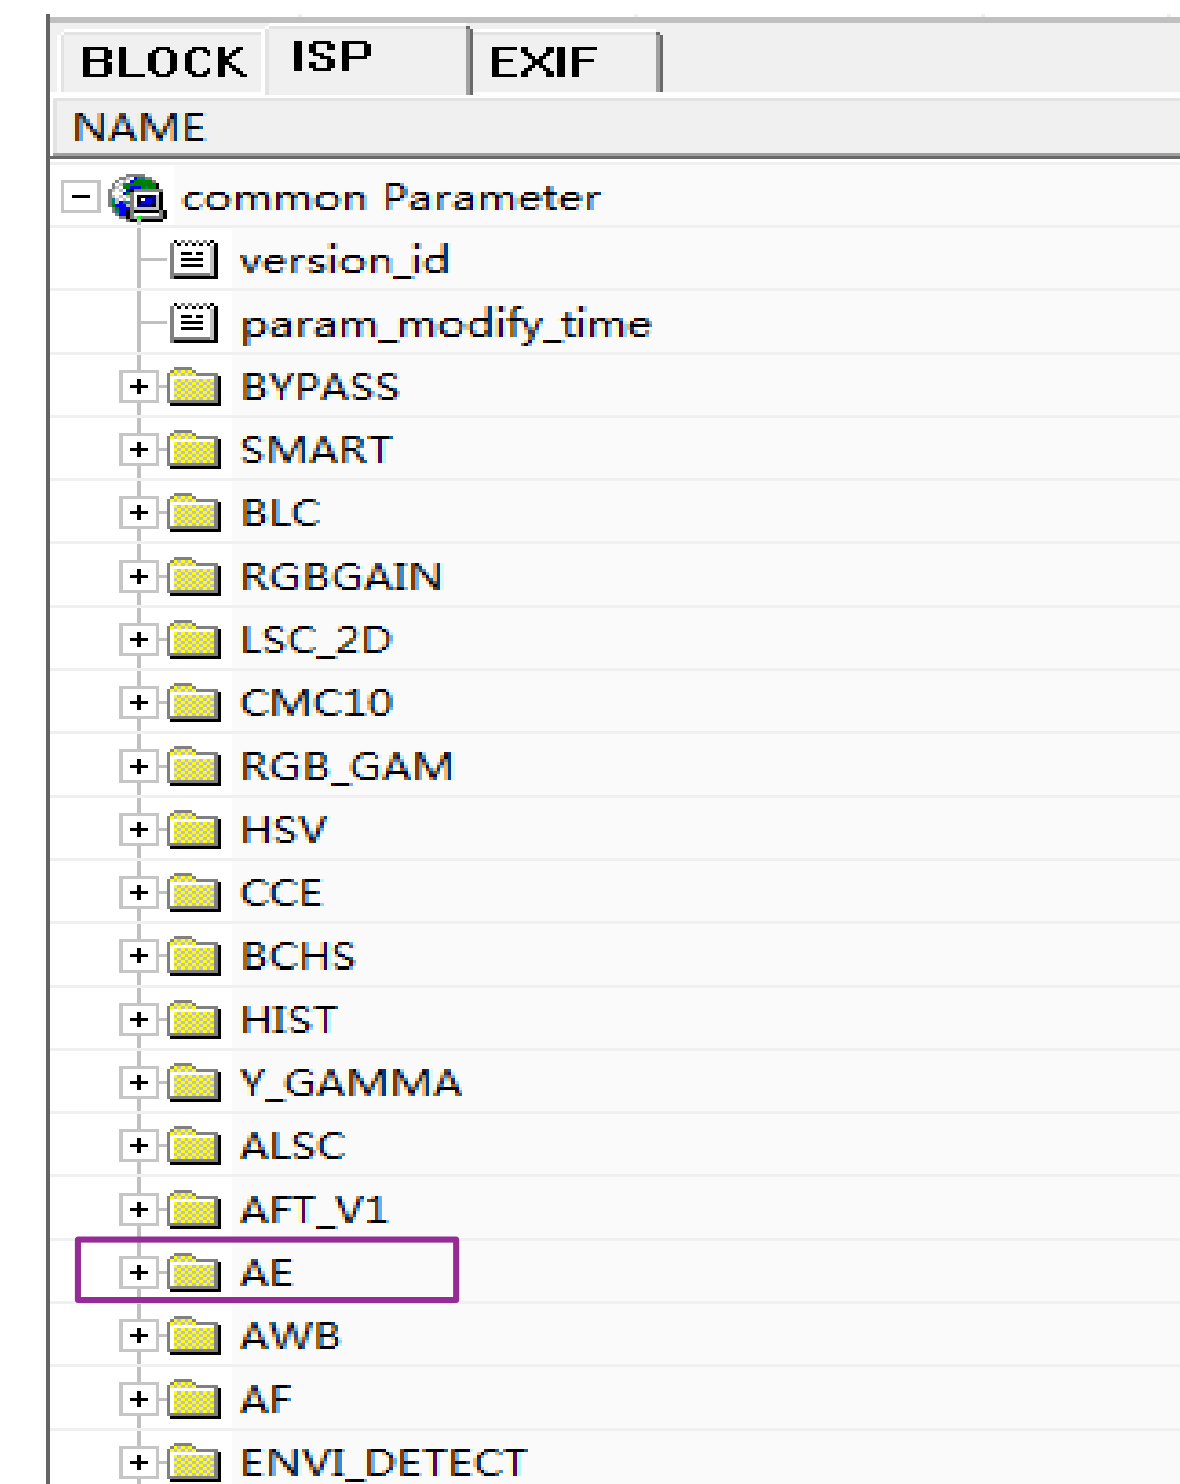 BLOCK ISP EXIF
NAME
common Parameter
version_id
param_modify_time
BYPASS
SMART
BLC
RGBGAIN
LSC_2D
CMC10
RGB_GAM
HSV
CCE
BCHS
HIST
Y_GAMMA
ALSC
AFT_V1
AE
AWB
AF
ENVI_DETECT